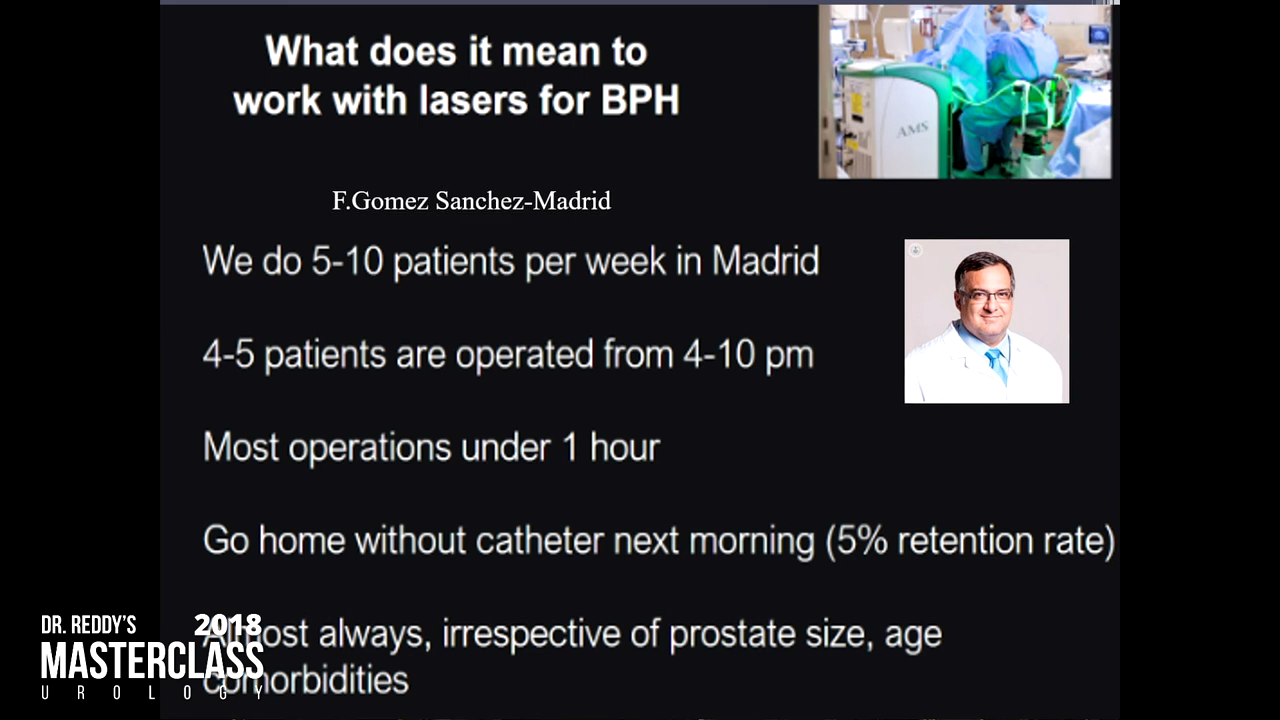 What does it mean to
work with lasers for BPH
AMS
F.Gomez Sanchez-Madrid
We do 5-10 patients per week in Madrid
4-5 patients are operated from 4-10 pm
Most operations under 1 hour
Go home without catheter next morning (5% retention rate)
Almost always, irrespective of prostate size, age
comorbidities
DR. REDDY'S 2018
MASTERCLASS
UROLOGY